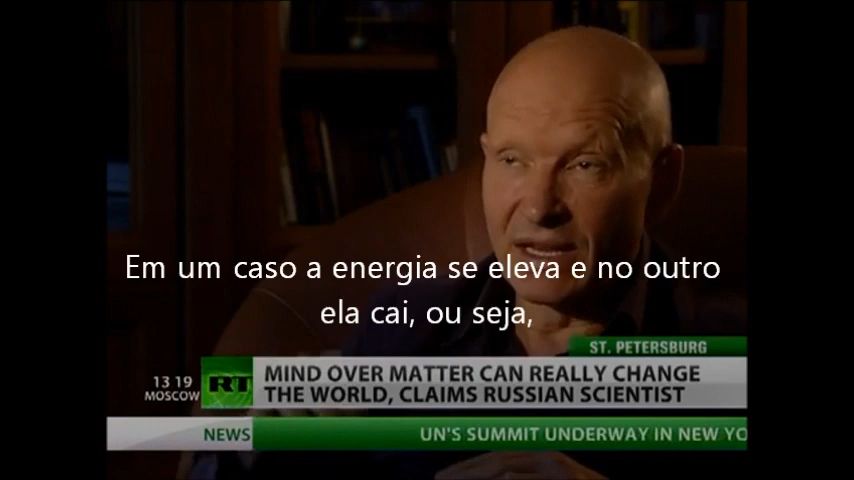 Em um caso a energia se eleva e no outro
ela cai, ou seja,
ST. PETERSBURG
13 19
MOSCOW
RT
MIND OVER MATTER CAN REALLY CHANGE
THE WORLD, CLAIMS RUSSIAN SCIENTIST
NEWS
UN'S SUMMIT UNDERWAY IN NEW YO